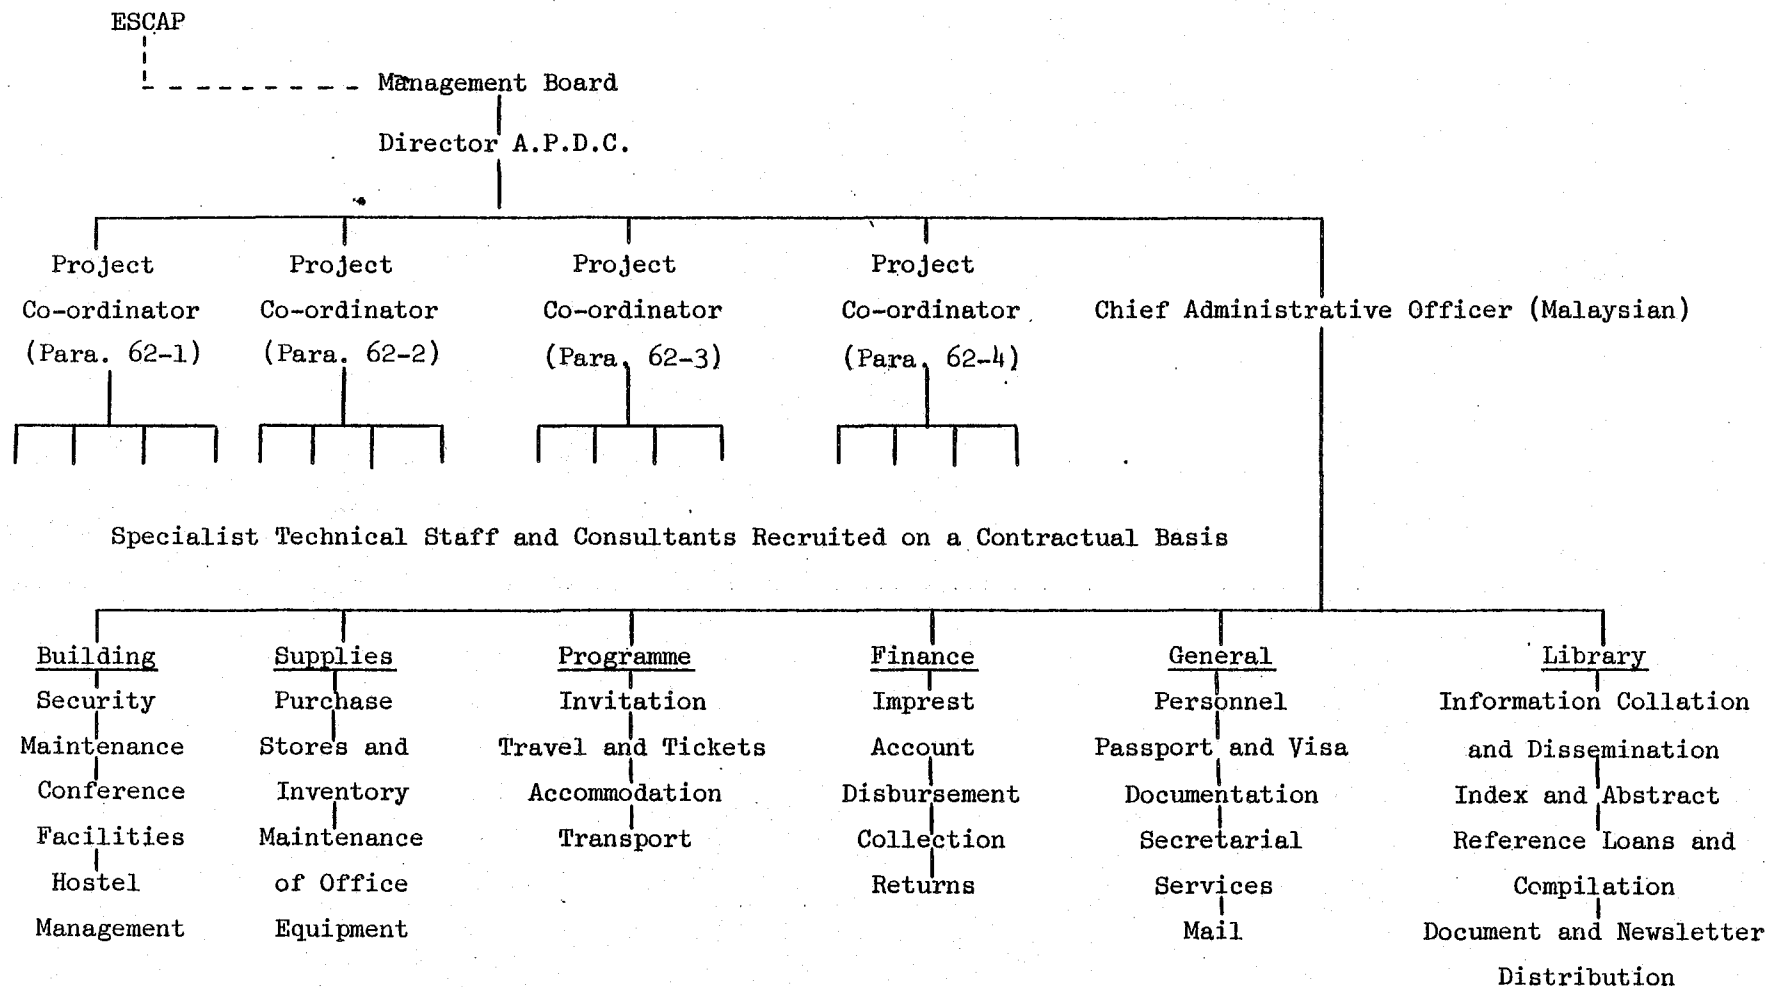 ESCAP
Management Board
Director A.P.D.C.
Project Project Project Project
Co-ordinator Co-ordinator Co-ordinator Co-ordinator Chief Administrative Officer (Malaysian)
(Para. 62-1) (Para. 62-2) (Para. 62-3) (Para. 62-4)
Specialist Technical Staff and Consultants Recruited on a Contractual Basis
Building Supplies Programme Finance General Library
Security Purchase Invitation Imprest Personnel Information Collation
Maintenance Stores and Travel and Tickets Account Passport and Visa and Dissemination
Conference Inventory Accommodation Disbursement Documentation Index and Abstract
Facilities Maintenance Transport Collection Secretarial Reference Loans and
Hostel of Office Returns Services Compilation
Management Equipment Mail Document and Newsletter
Distribution